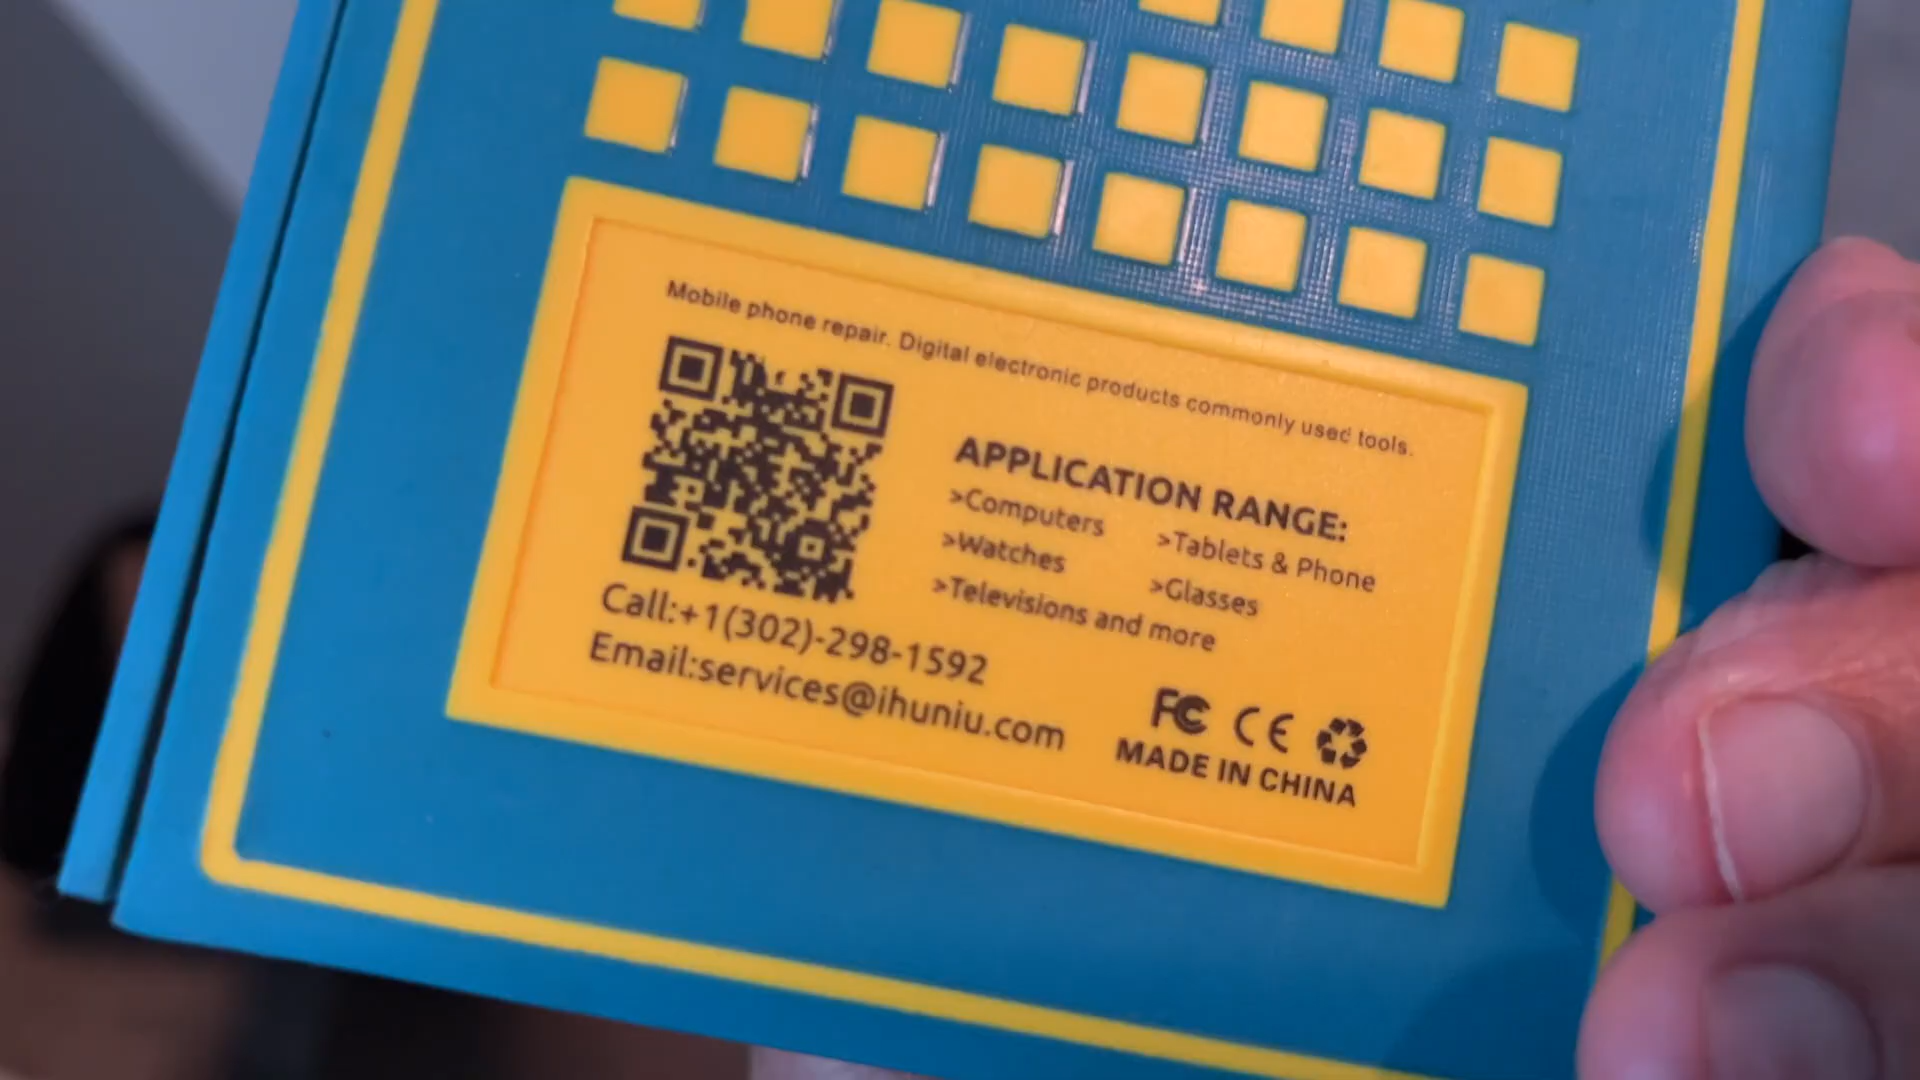 Mobile phone repair. Digital electronic products commonly used tools.
APPLICATION RANGE:
>Computers >Tablets & Phone
>Watches >Glasses
>Televisions and more
Call:+1(302)-298-1592
Email:services@ihuniu.com
FC CE
MADE IN CHINA